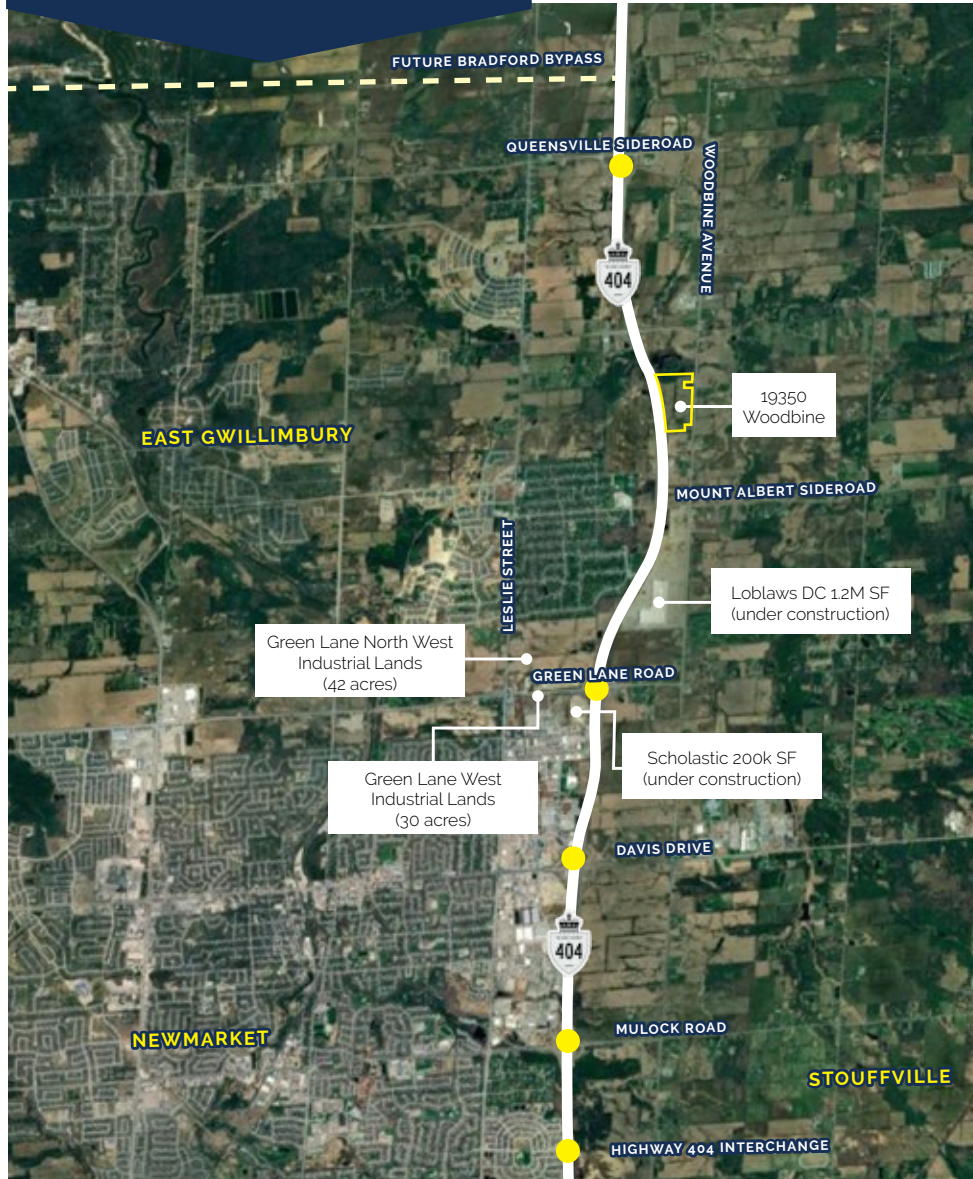 FUTURE BRADFORD BYPASS
QUEENSVILLE SIDEROAD
WOODBINE AVENUE
404
19350
Woodbine
EAST GWILLIMBURY
MOUNT ALBERT SIDEROAD
LESLIE STREET
Loblaws DC 1.2M SF
(under construction)
Green Lane North West
Industrial Lands
(42 acres)
GREEN LANE ROAD
Scholastic 200k SF
(under construction)
Green Lane West
Industrial Lands
(30 acres)
DAVIS DRIVE
404
MULOCK ROAD
NEWMARKET
STOUFFVILLE
HIGHWAY 404 INTERCHANGE